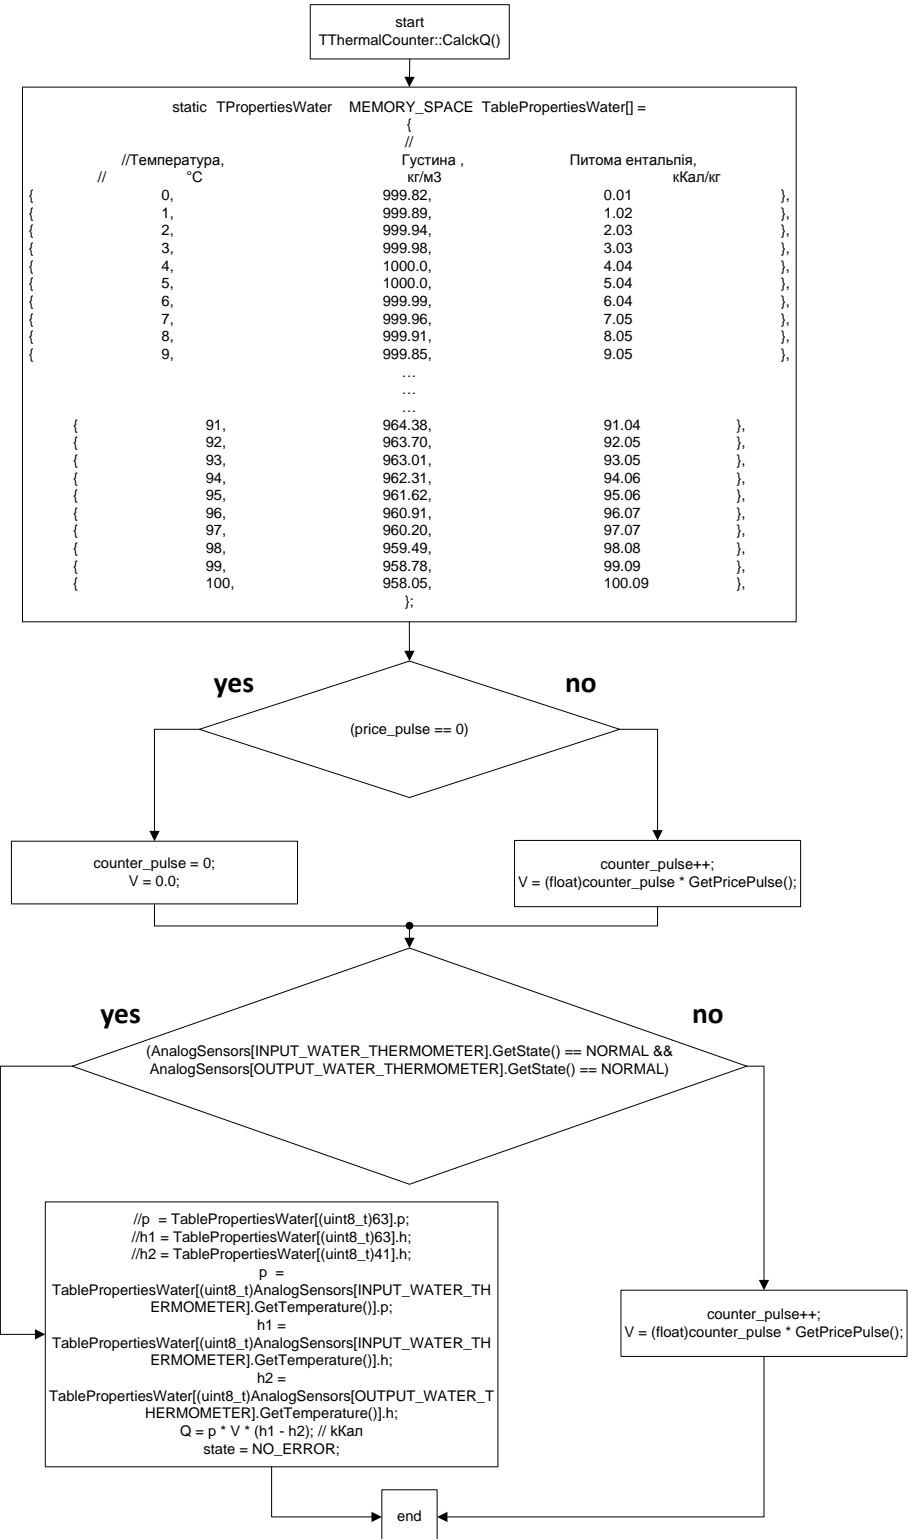 start
TThermalCounter::CalckQ()
static TPropertiesWater MEMORY_SPACE TablePropertiesWater[] =
{
//
//Температура, Густина , Питома ентальпія,
// °C кг/м3 кКал/кг
{ 0, 999.82, 0.01 },
{ 1, 999.89, 1.02 },
{ 2, 999.94, 2.03 },
{ 3, 999.98, 3.03 },
{ 4, 1000.0, 4.04 },
{ 5, 1000.0, 5.04 },
{ 6, 999.99, 6.04 },
{ 7, 999.96, 7.05 },
{ 8, 999.91, 8.05 },
{ 9, 999.85, 9.05 },
...
...
...
{ 91, 964.38, 91.04 },
{ 92, 963.70, 92.05 },
{ 93, 963.01, 93.05 },
{ 94, 962.31, 94.06 },
{ 95, 961.62, 95.06 },
{ 96, 960.91, 96.07 },
{ 97, 960.20, 97.07 },
{ 98, 959.49, 98.08 },
{ 99, 958.78, 99.09 },
{ 100, 958.05, 100.09 },
};
yes no
(price_pulse == 0)
counter_pulse = 0;
V = 0.0;
counter_pulse++;
V = (float)counter_pulse * GetPricePulse();
yes no
(AnalogSensors[INPUT_WATER_THERMOMETER].GetState() == NORMAL &&
AnalogSensors[OUTPUT_WATER_THERMOMETER].GetState() == NORMAL)
//p = TablePropertiesWater[(uint8_t)63].p;
//h1 = TablePropertiesWater[(uint8_t)63].h;
//h2 = TablePropertiesWater[(uint8_t)41].h;
p =
TablePropertiesWater[(uint8_t)AnalogSensors[INPUT_WATER_TH
ERMOMETER].GetTemperature()].p;
h1 =
TablePropertiesWater[(uint8_t)AnalogSensors[INPUT_WATER_TH
ERMOMETER].GetTemperature()].h;
h2 =
TablePropertiesWater[(uint8_t)AnalogSensors[OUTPUT_WATER_T
HERMOMETER].GetTemperature()].h;
Q = p * V * (h1 - h2); // kКал
state = NO_ERROR;
counter_pulse++;
V = (float)counter_pulse * GetPricePulse();
end